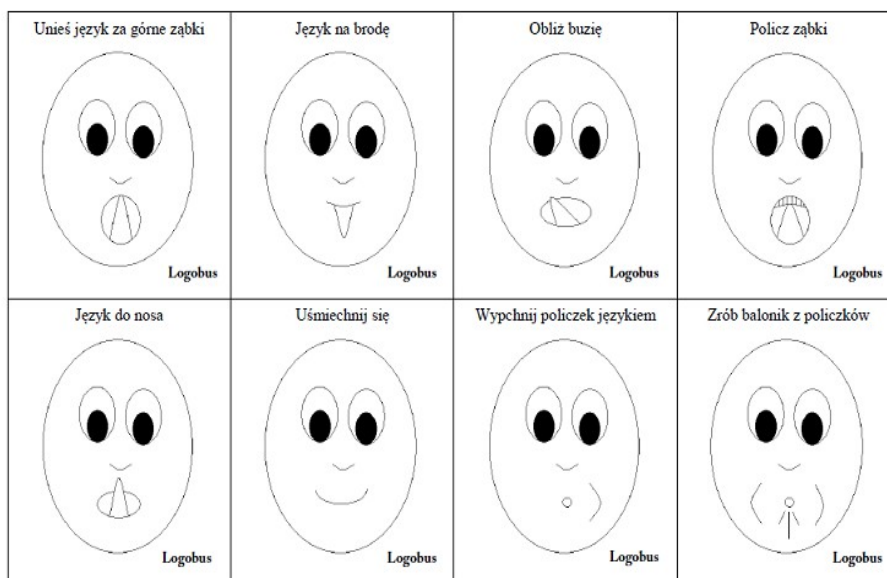 Unieś język za górne ząbki
Język na brodę
Obliż buzię
Policz ząbki
Logobus
Logobus
Logobus
Logobus
Język do nosa
Uśmiechnij się
Wypchnij policzek językiem
Zrób balonik z policzków
Logobus
Logobus
Logobus
Logobus